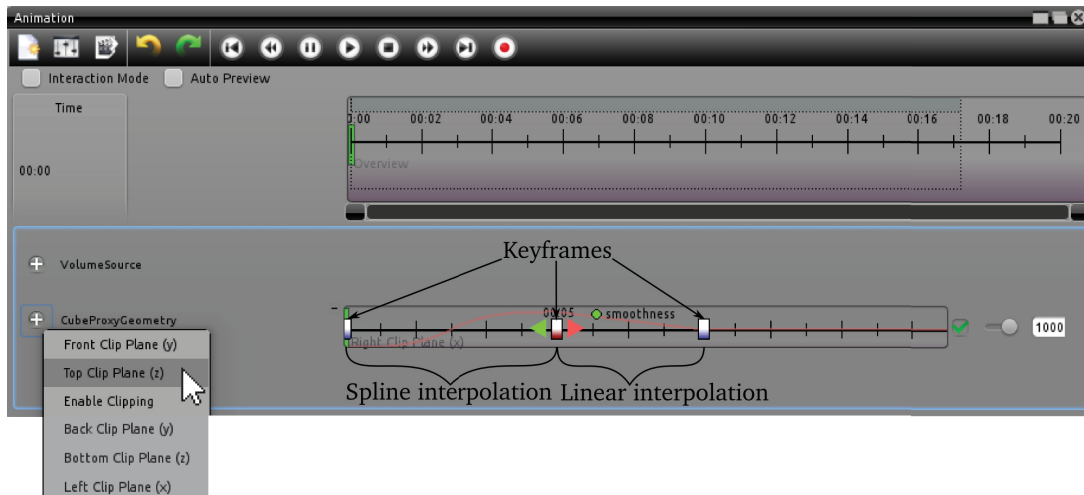 Animation
Interaction Mode Auto Preview
Time
00:00 00:02 00:04 00:06 00:08 00:10 00:12 00:14 00:16 00:18 00:20
Overview
00:00
Keyframes
VolumeSource
00:05 smoothness
CubeProxyGeometry
1000
Right Clip Plane (x)
Front Clip Plane (y)
Top Clip Plane (z)
Spline interpolation Linear interpolation
Enable Clipping
Back Clip Plane (y)
Bottom Clip Plane (z)
Left Clip Plane (x)